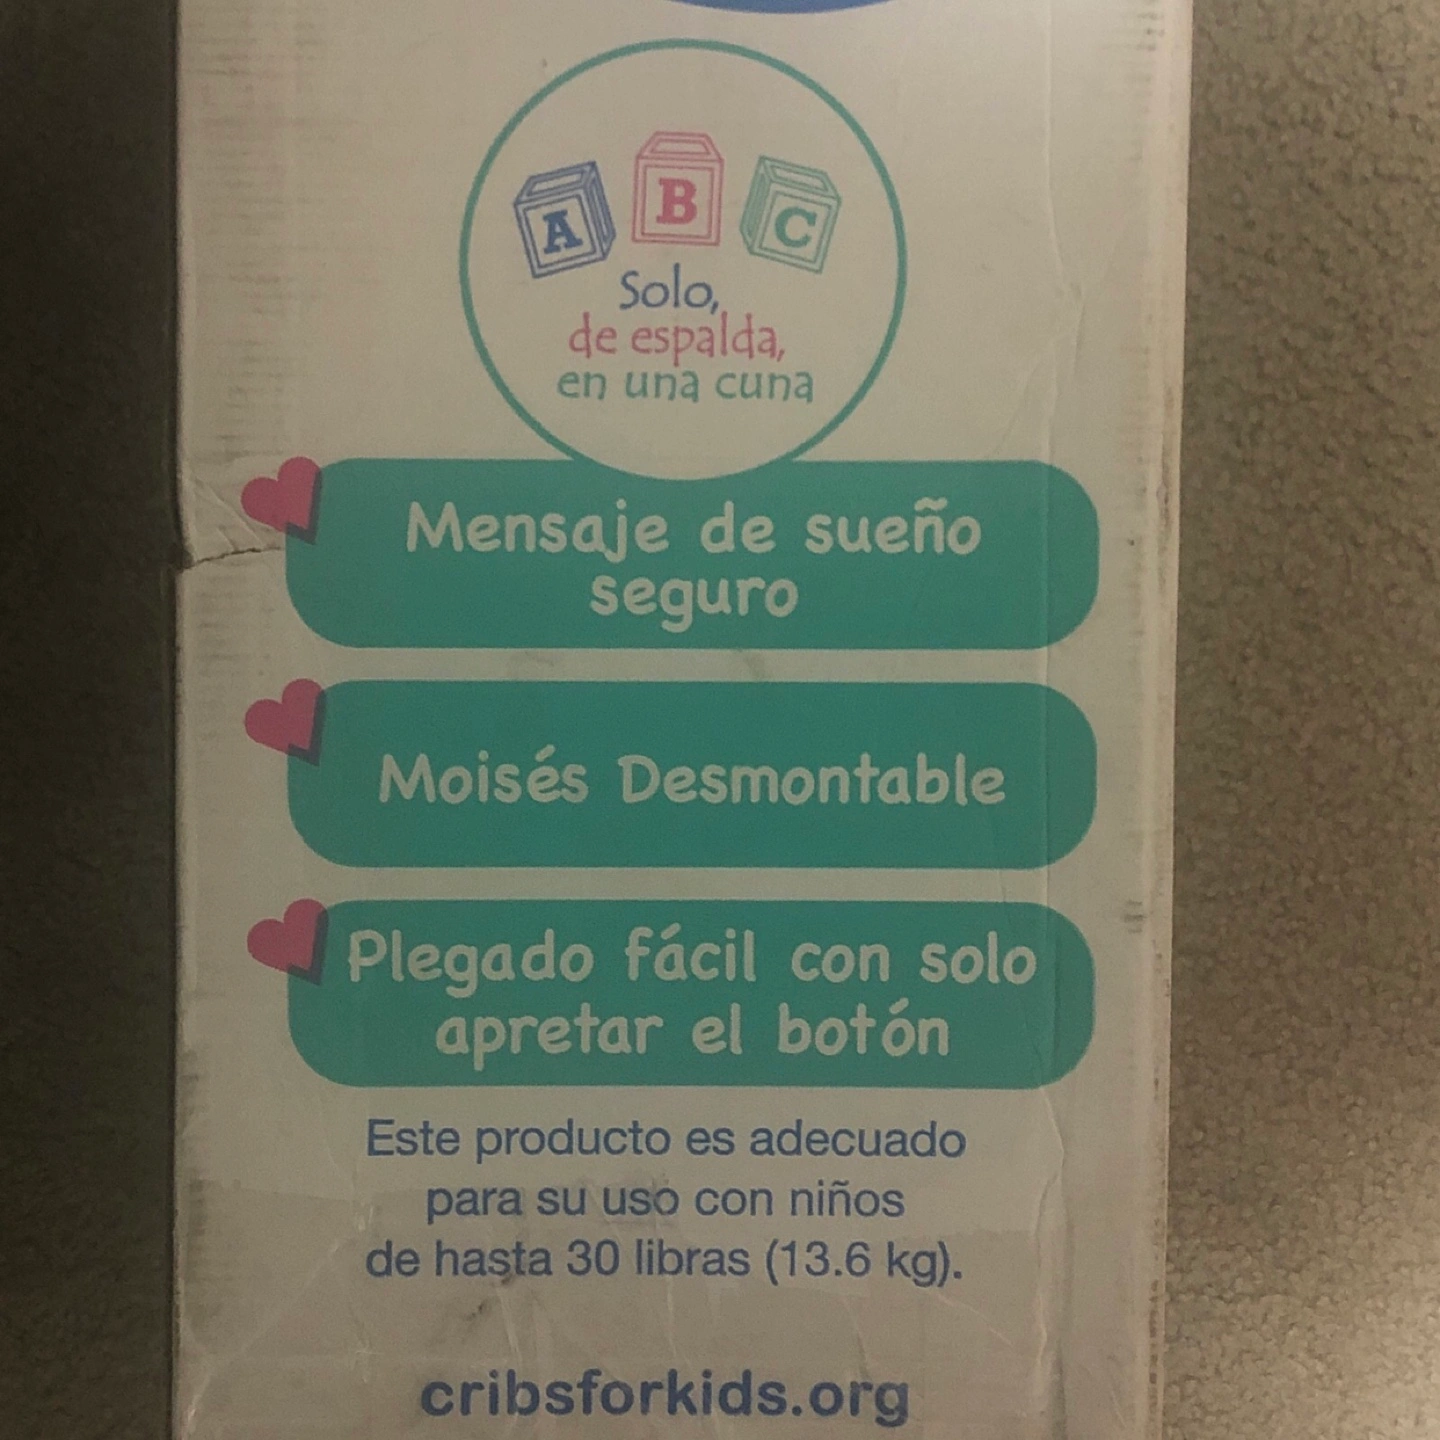 A B C
Solo,
de espalda,
en una cuna
Mensaje de sueño
seguro
Moisés Desmontable
Plegado fácil con solo
apretar el botón
Este producto es adecuado
para su uso con niños
de hasta 30 libras (13.6 kg).
cribsforkids.org